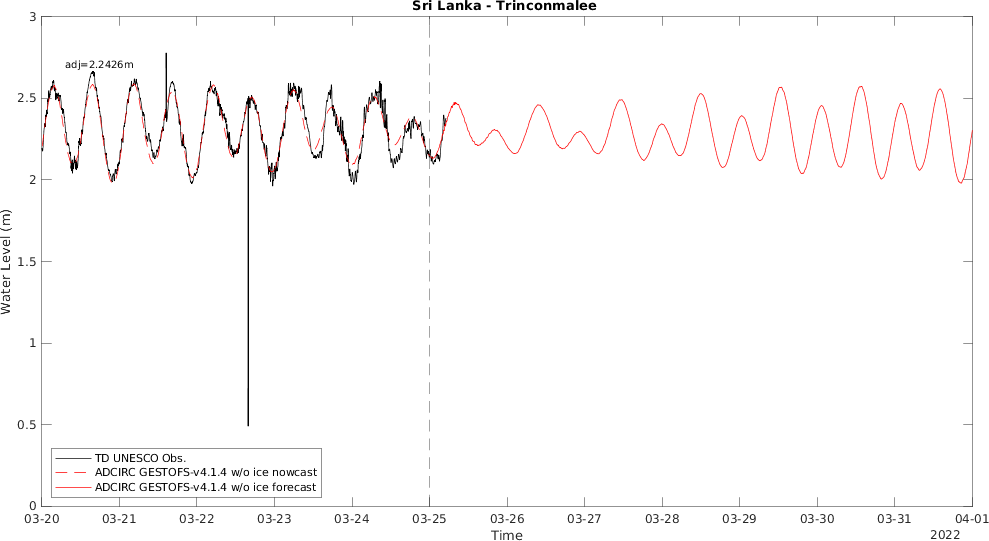 Sri Lanka - Trinconmalee
3
adj=2.2426m
2.5
2
1.5
1
0.5
0
Water Level (m)
TD UNESCO Obs.
ADCIRC GESTOFS-v4.1.4 w/o ice nowcast
ADCIRC GESTOFS-v4.1.4 w/o ice forecast
03-20 03-21 03-22 03-23 03-24 03-25 03-26 03-27 03-28 03-29 03-30 03-31 04-01
Time
2022